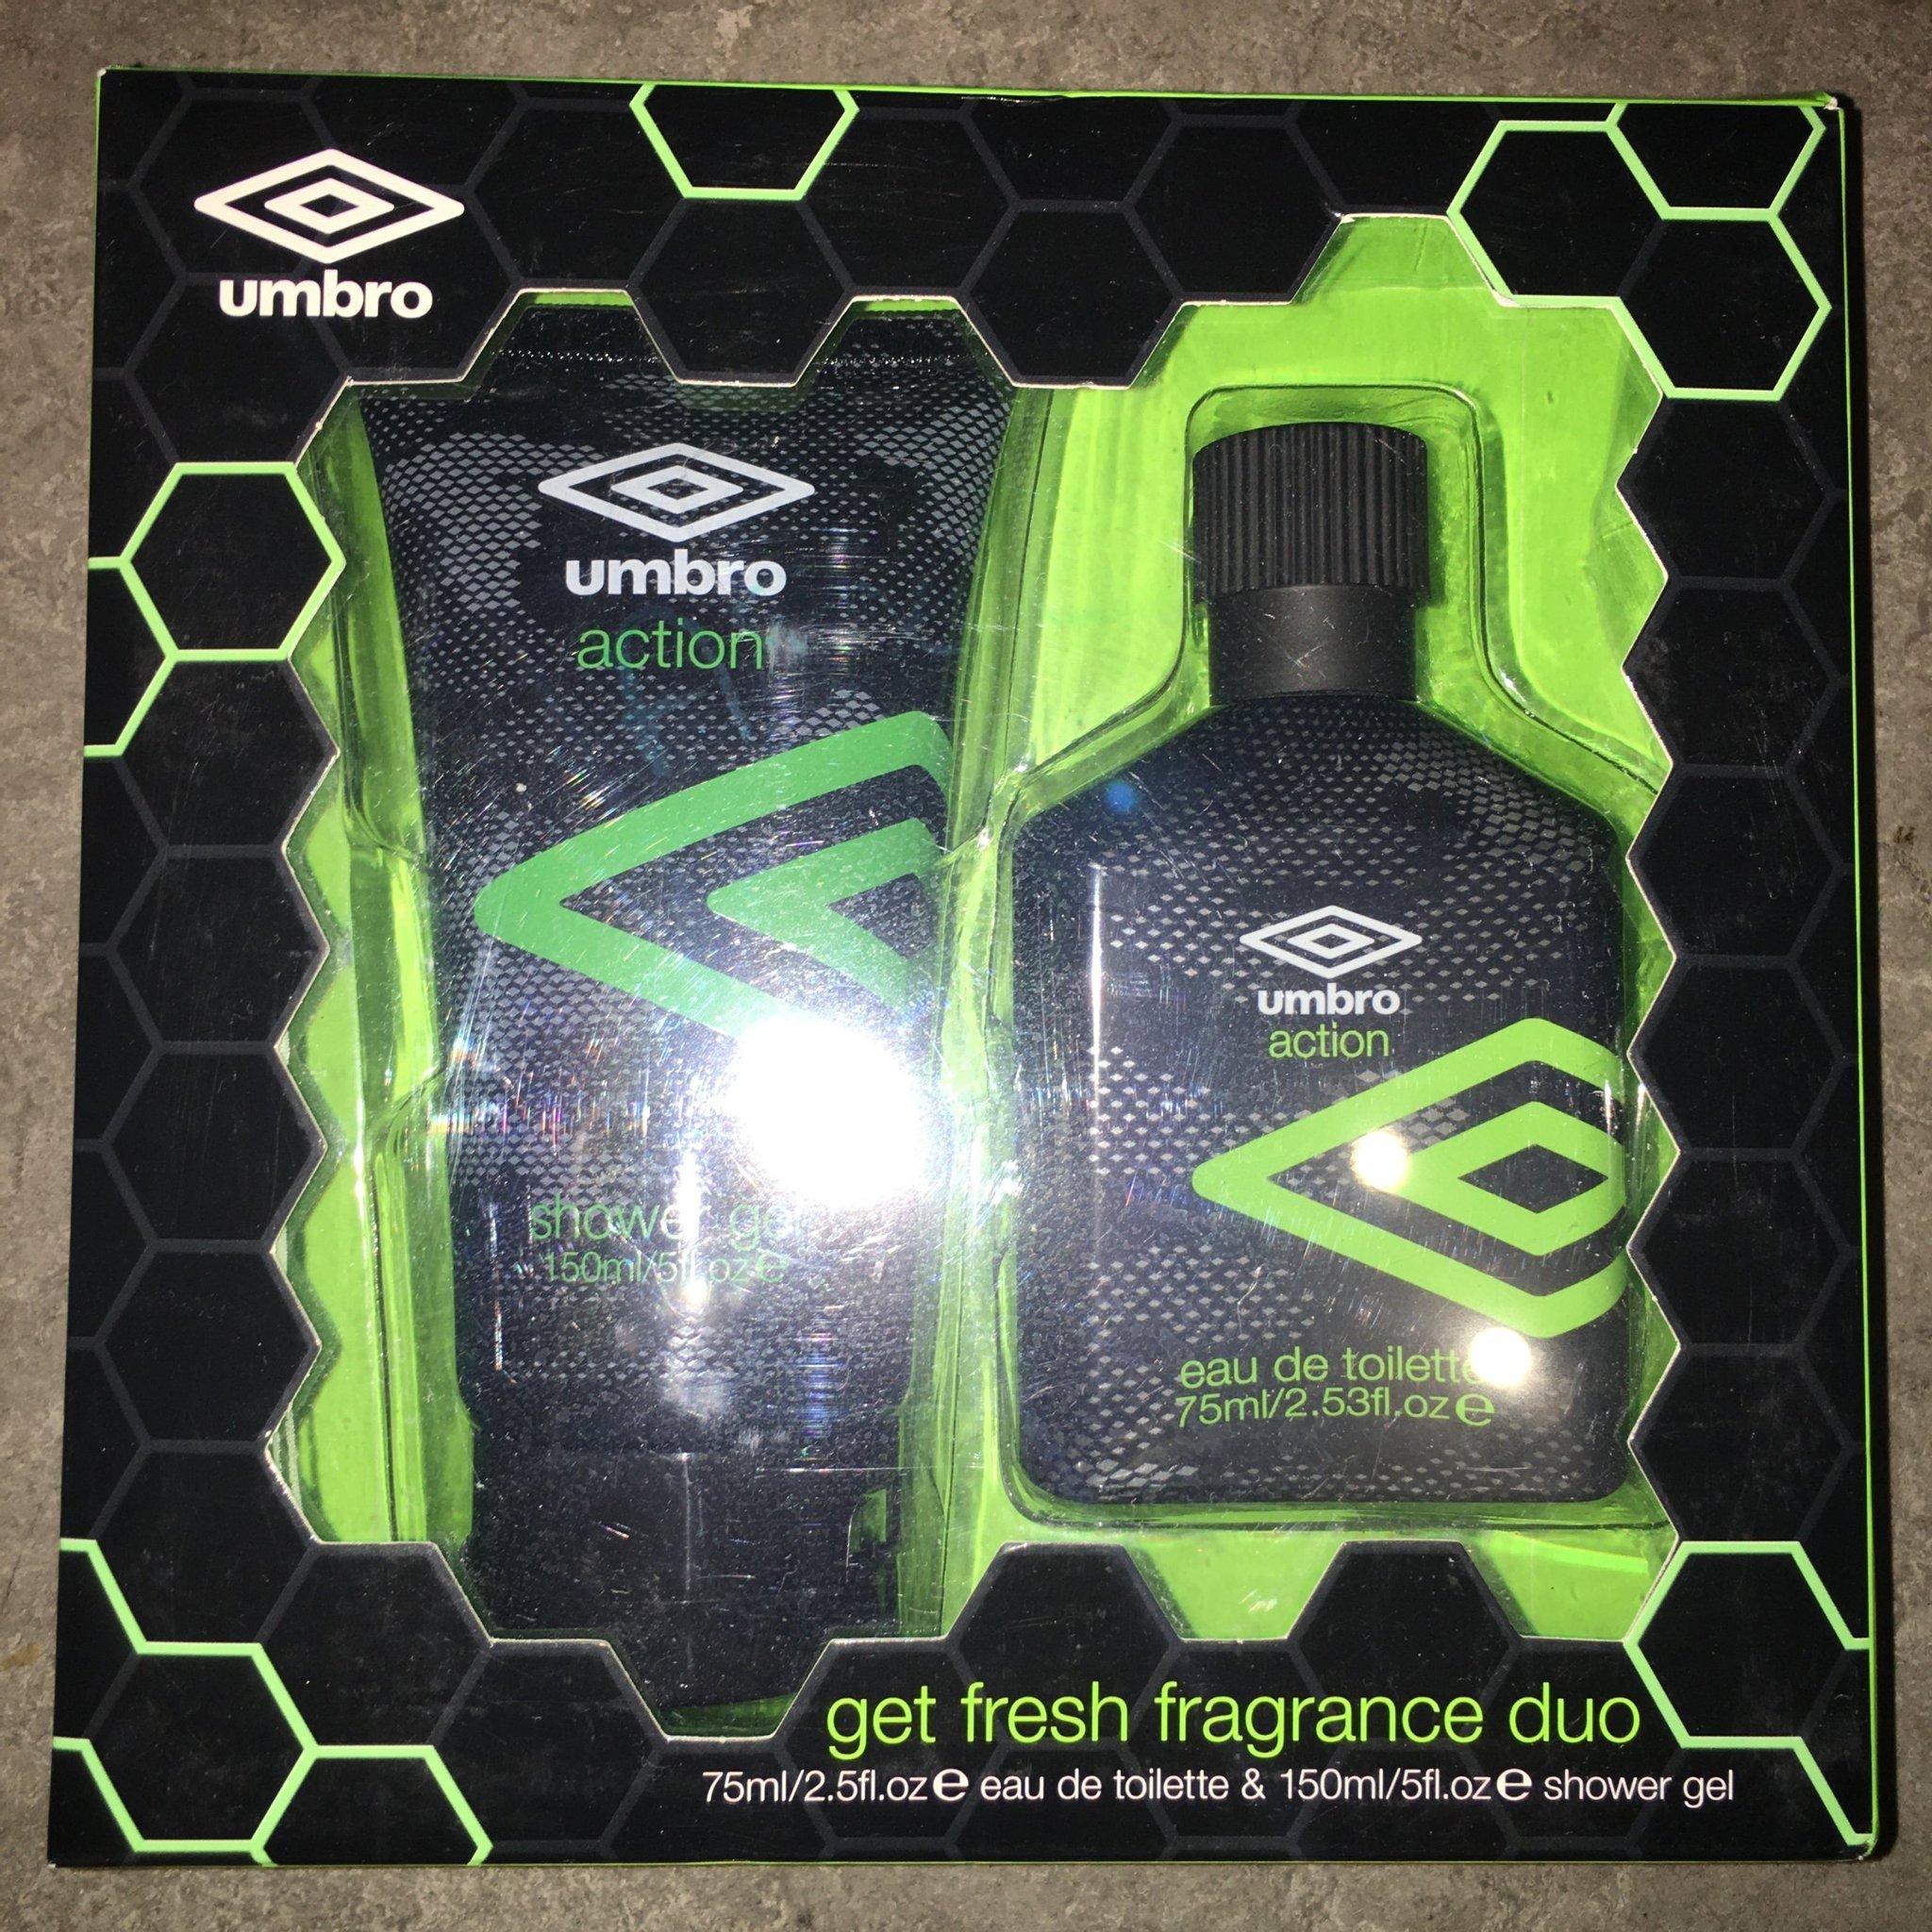 umbro
umbro
action
shower gel
150ml/5fl.oz e
umbro
action
eau de toilette
75ml/2.53fl.oz e
get fresh fragrance duo
75ml/2.5fl.oz e eau de toilette & 150ml/5fl.oz e shower gel